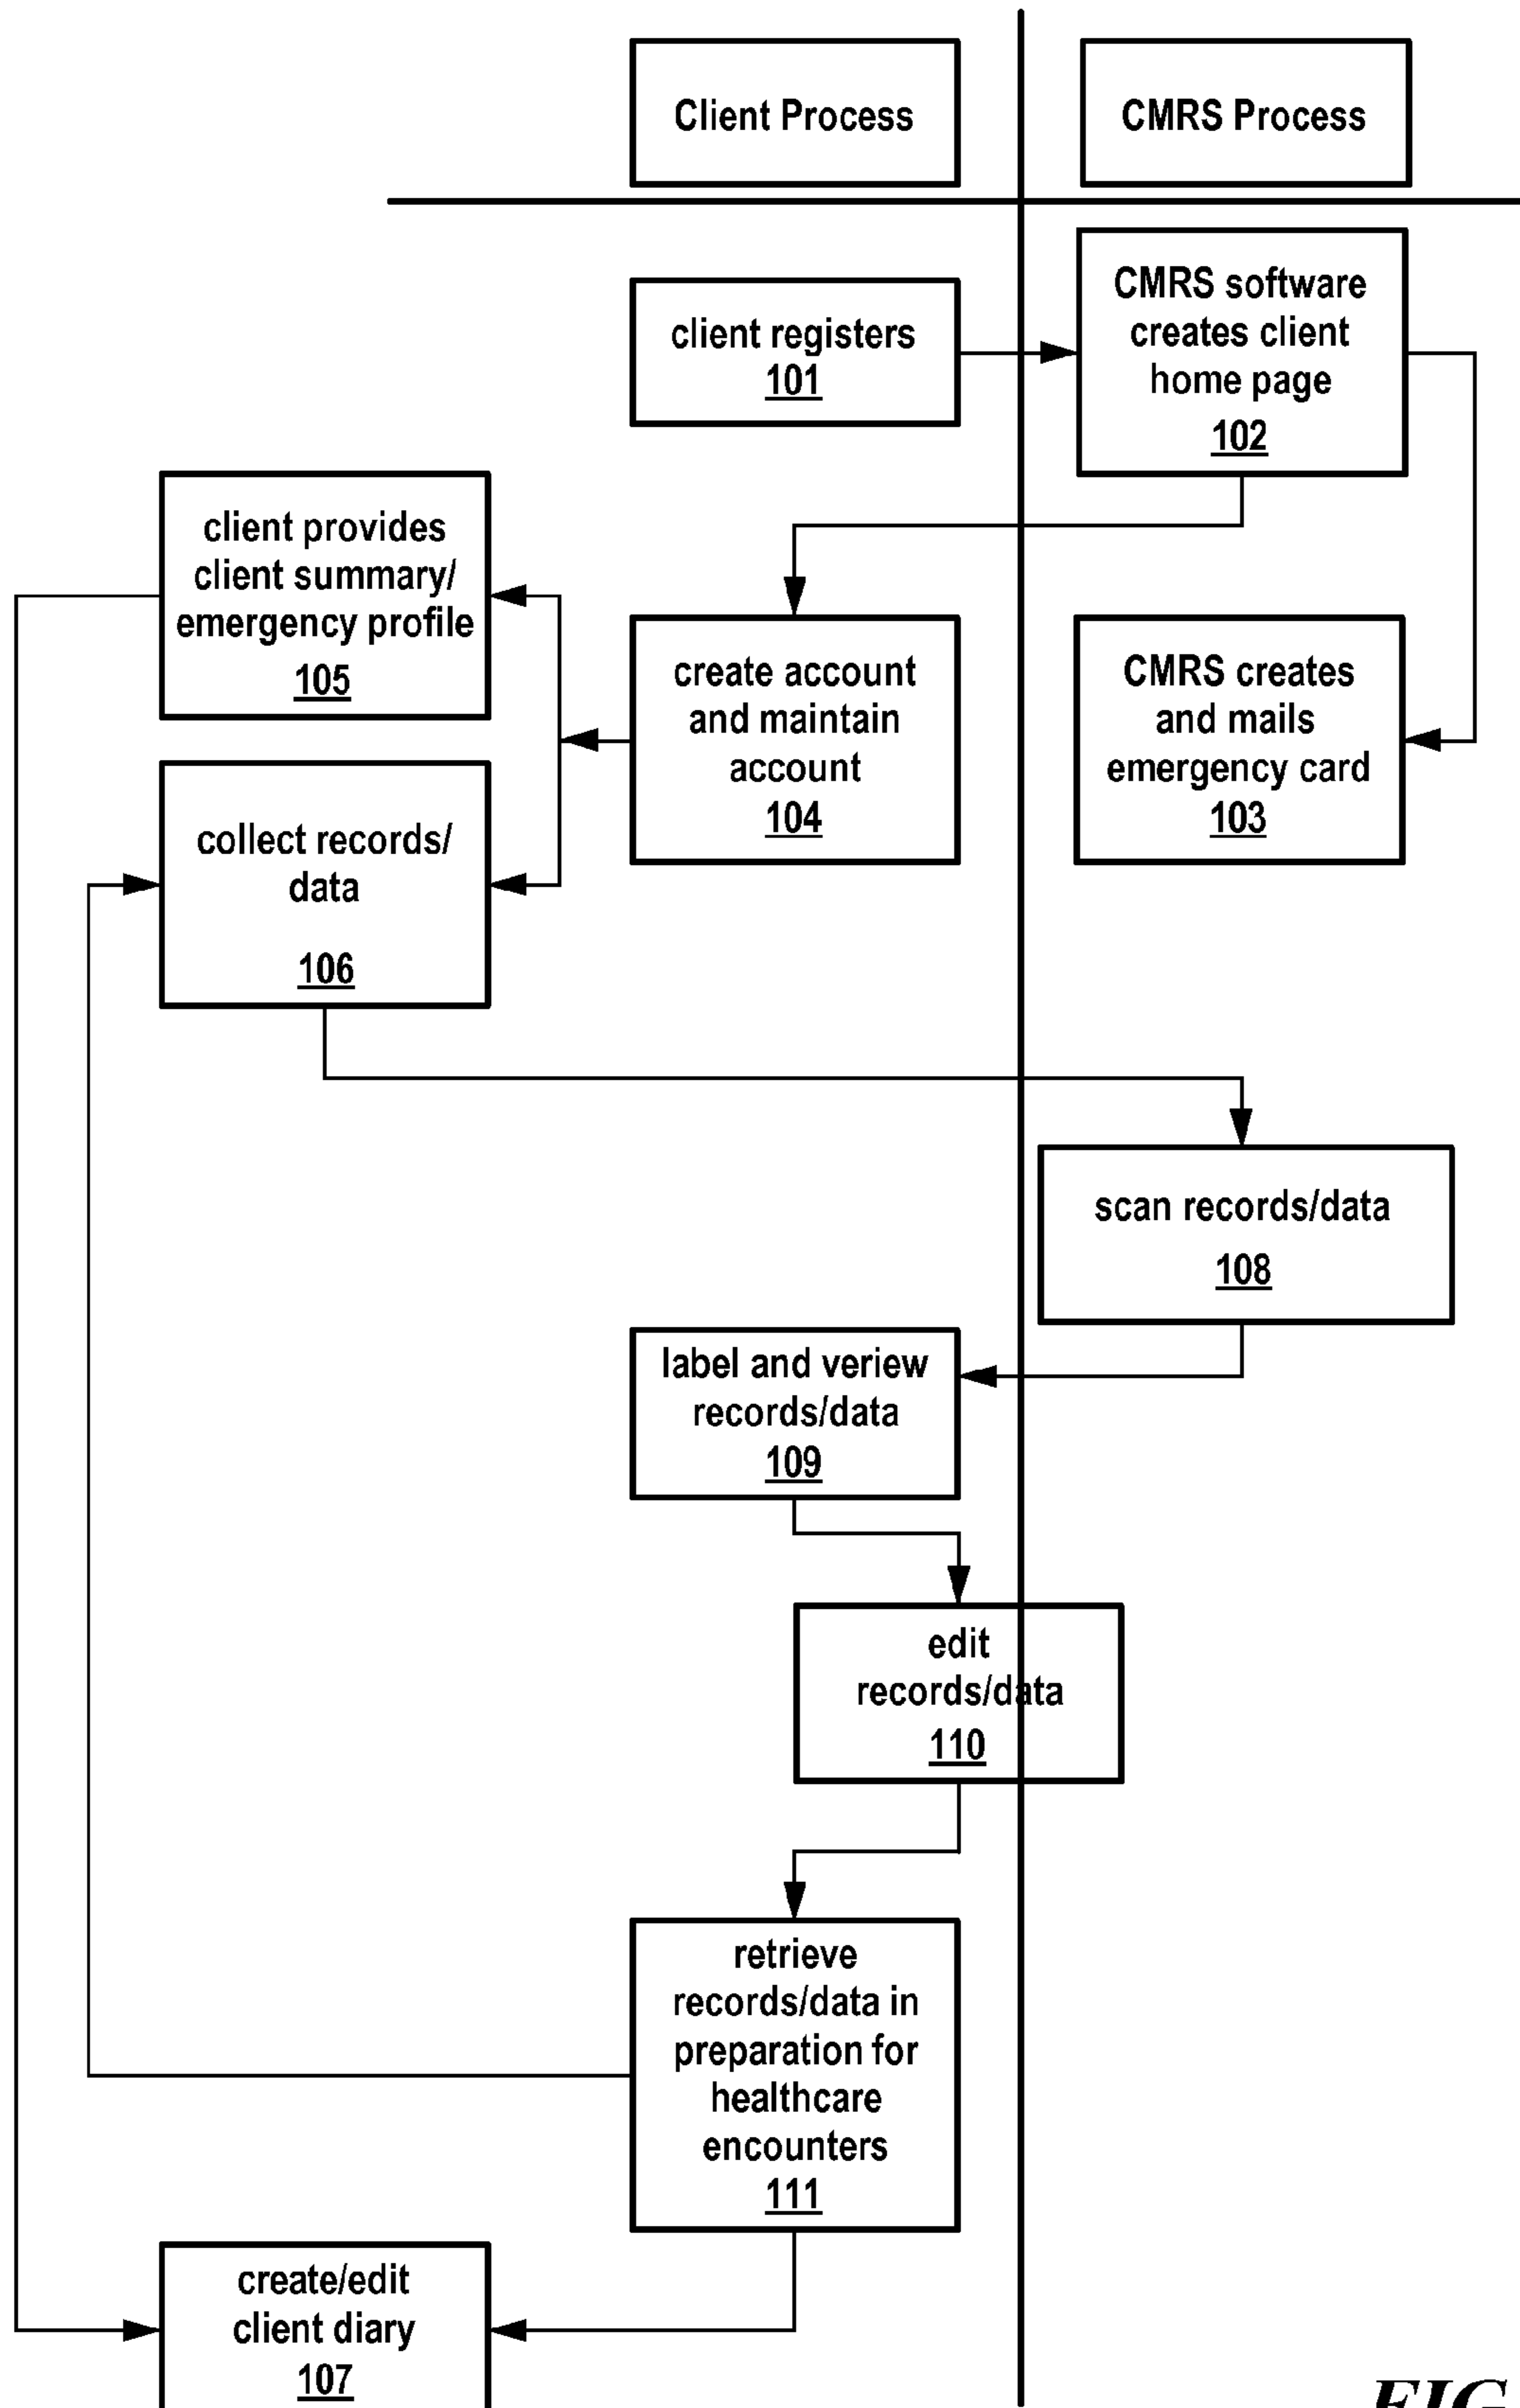 Client Process
CMRS Process
client registers
101
CMRS software
creates client
home page
102
client provides
client summary/
emergency profile
105
create account
and maintain
account
104
CMRS creates
and mails
emergency card
103
collect records/
data
106
scan records/data
108
label and veriew
records/data
109
edit
records/data
110
retrieve
records/data in
preparation for
healthcare
encounters
111
create/edit
client diary
107
FIG